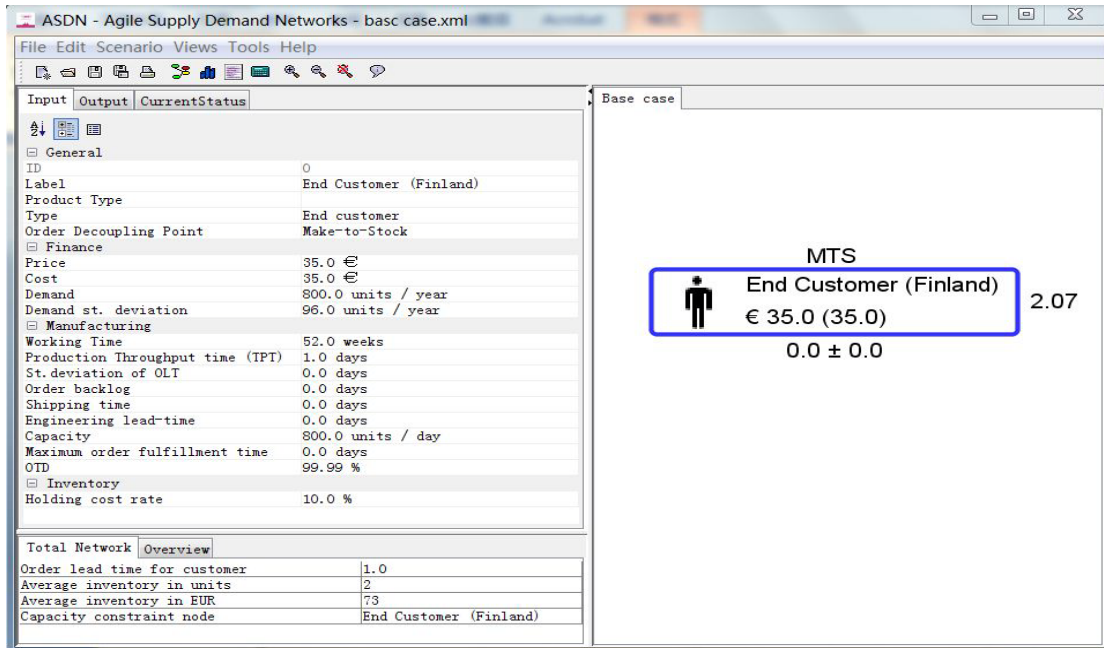 ASDN - Agile Supply Demand Networks - basc case.xml
File Edit Scenario Views Tools Help
Input Output CurrentStatus
General
ID 0
Label End Customer (Finland)
Product Type
Type End customer
Order Decoupling Point Make-to-Stock
Finance
Price 35.0 €
Cost 35.0 €
Demand 800.0 units / year
Demand st. deviation 96.0 units / year
Manufacturing
Working Time 52.0 weeks
Production Throughput time (TPT) 1.0 days
St.deviation of OLT 0.0 days
Order backlog 0.0 days
Shipping time 0.0 days
Engineering lead-time 0.0 days
Capacity 800.0 units / day
Maximum order fulfillment time 0.0 days
OTD 99.99 %
Inventory
Holding cost rate 10.0 %
Total Network Overview
Order lead time for customer 1.0
Average inventory in units 2
Average inventory in EUR 73
Capacity constraint node End Customer (Finland)
Base case
MTS
End Customer (Finland)
€ 35.0 (35.0)
2.07
0.0 ± 0.0